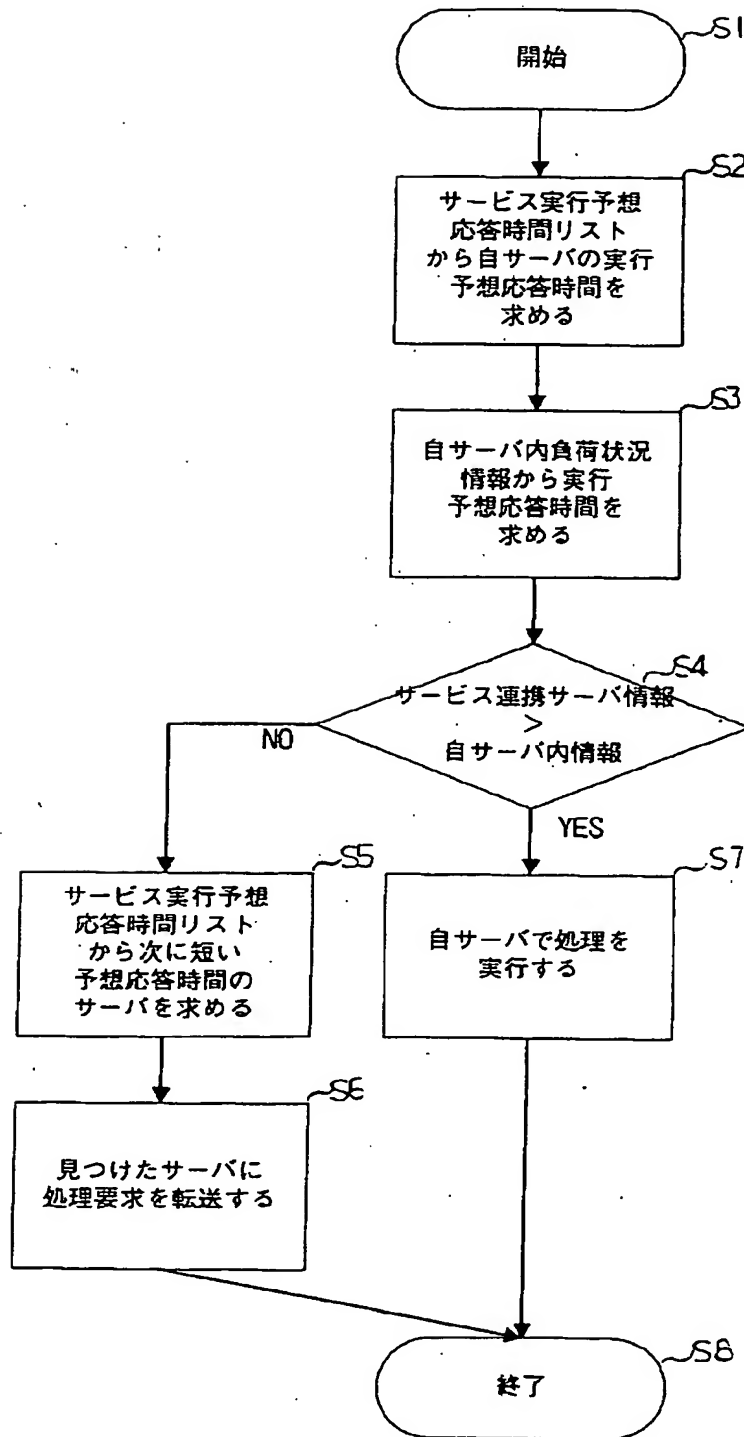 S1
開始
S2
サービス実行予想
応答時間リスト
から自サーバの実行
予想応答時間を
求める
S3
自サーバ内負荷状況
情報から実行
予想応答時間を
求める
S4
サービス連携サーバ情報
>
自サーバ内情報
NO
YES
S5
サービス実行予想
応答時間リスト
から次に短い
予想応答時間の
サーバを求める
S7
自サーバで処理を
実行する
S6
見つけたサーバに
処理要求を転送する
S8
終了